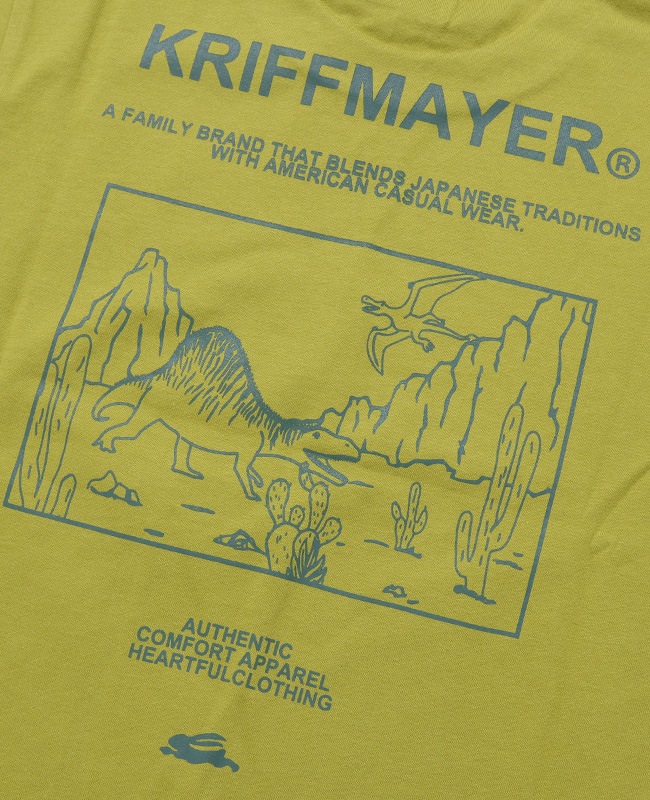 KRIFFMAYER®
A FAMILY BRAND THAT BLENDS JAPANESE TRADITIONS
WITH AMERICAN CASUAL WEAR.
AUTHENTIC
COMFORT APPAREL
HEARTFULCLOTHING